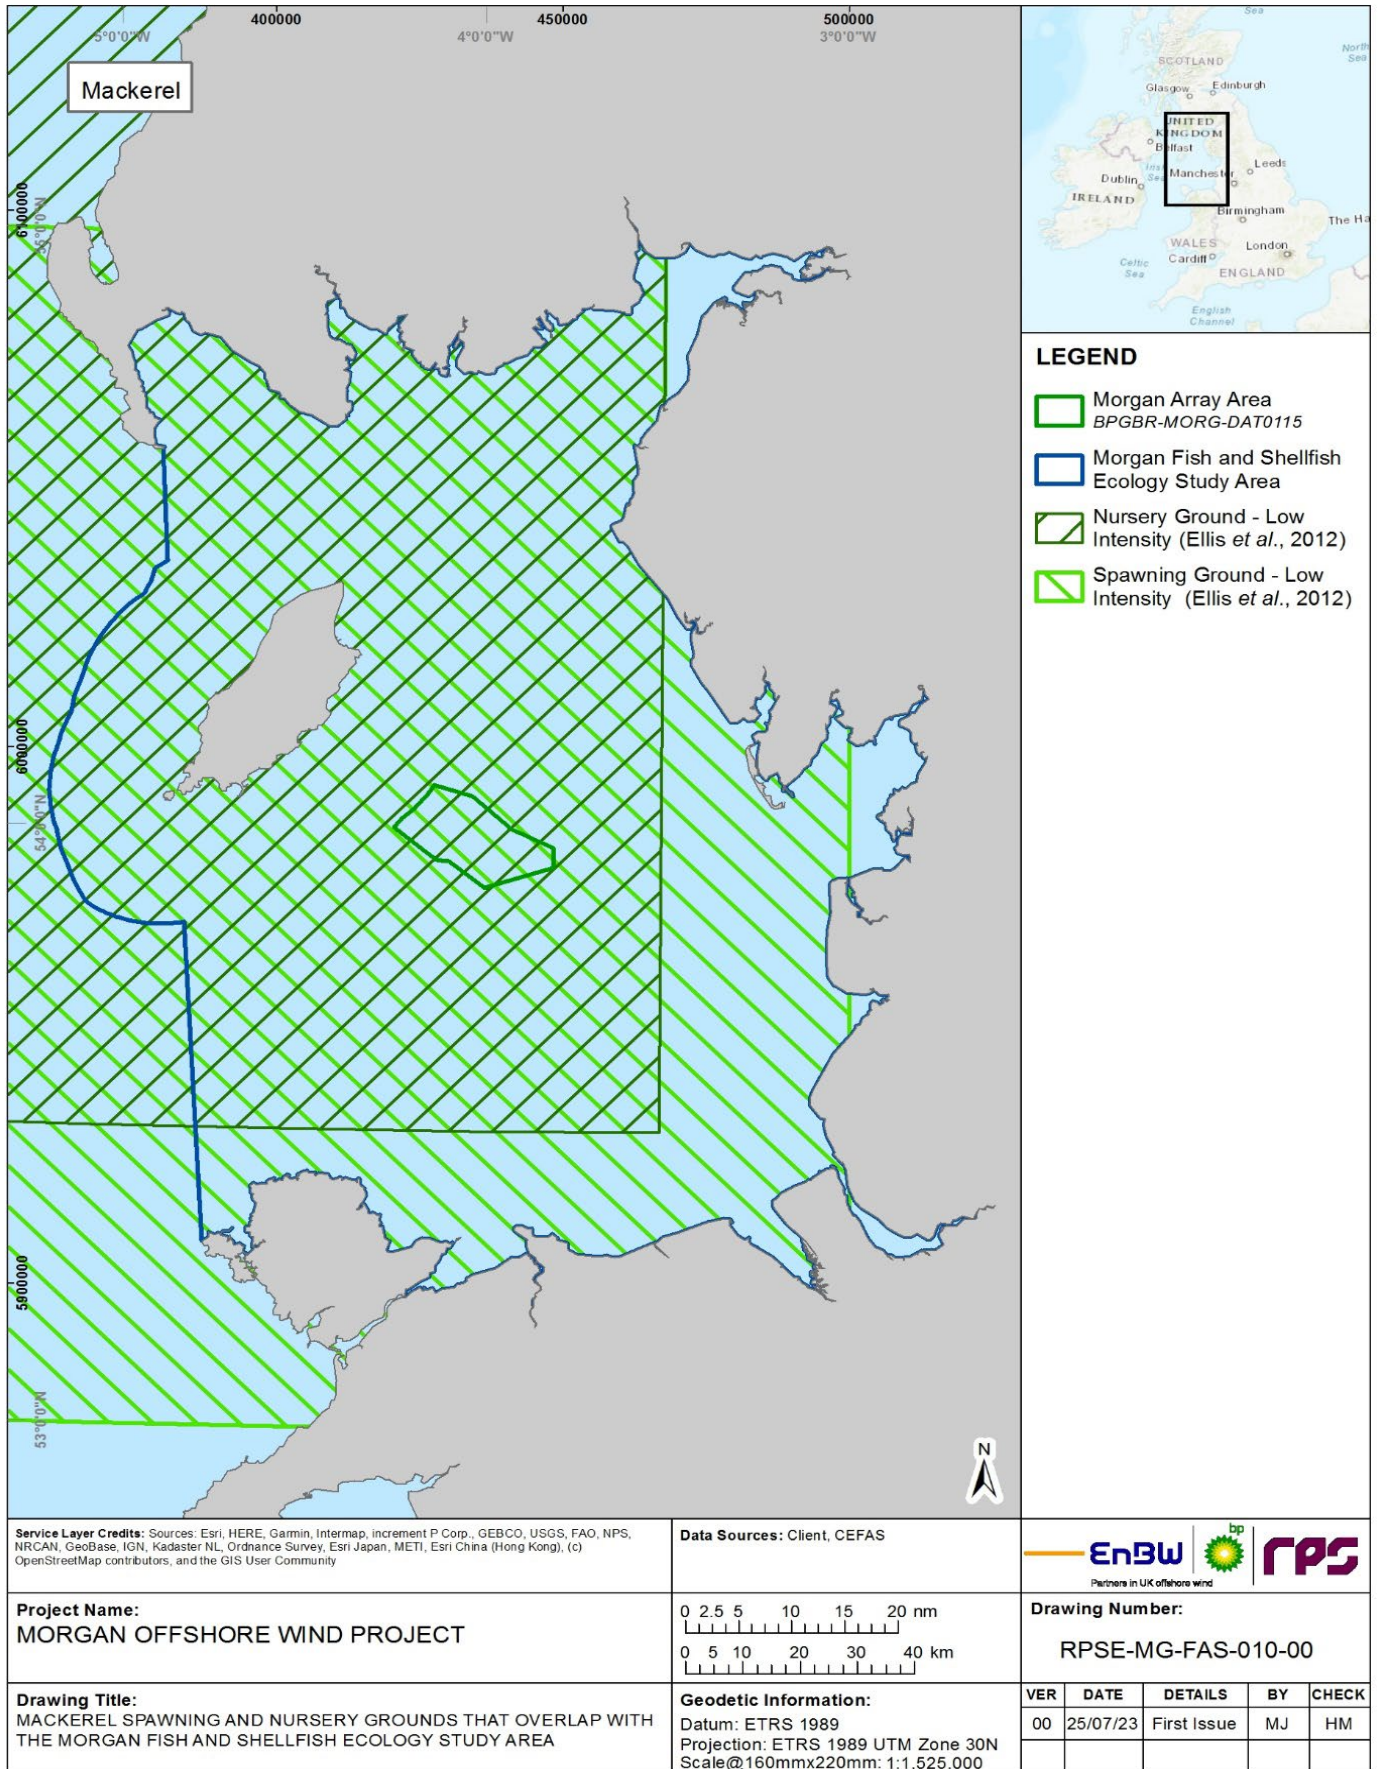 400000
450000
500000
5°0'0"W
4°0'0"W
3°0'0"W
Mackerel
6100000
55°0'0"N
6000000
54°0'0"N
5900000
53°0'0"N
N
Sea
North
Sea
SCOTLAND
Glasgow
Edinburgh
UNITED
KINGDOM
Belfast
Irish
Sea
Leeds
Manchester
Dublin
IRELAND
Birmingham
The Ha
WALES
London
Cardiff
Celtic
Sea
ENGLAND
English
Channel
LEGEND
Morgan Array Area
BPGBR-MORG-DAT0115
Morgan Fish and Shellfish
Ecology Study Area
Nursery Ground - Low
Intensity (Ellis et al., 2012)
Spawning Ground - Low
Intensity (Ellis et al., 2012)
Service Layer Credits: Sources: Esri, HERE, Garmin, Intermap, increment P Corp., GEBCO, USGS, FAO, NPS,
NRCAN, GeoBase, IGN, Kadaster NL, Ordnance Survey, Esri Japan, METI, Esri China (Hong Kong), (c)
OpenStreetMap contributors, and the GIS User Community
Data Sources: Client, CEFAS
EnBW
bp
rps
Partners in UK offshore wind
Project Name:
MORGAN OFFSHORE WIND PROJECT
0 2.5 5 10 15 20 nm
0 5 10 20 30 40 km
Drawing Number:
RPSE-MG-FAS-010-00
Drawing Title:
MACKEREL SPAWNING AND NURSERY GROUNDS THAT OVERLAP WITH
THE MORGAN FISH AND SHELLFISH ECOLOGY STUDY AREA
Geodetic Information:
Datum: ETRS 1989
Projection: ETRS 1989 UTM Zone 30N
Scale@160mmx220mm: 1:1,525,000
VER DATE DETAILS BY CHECK
00 25/07/23 First Issue MJ HM